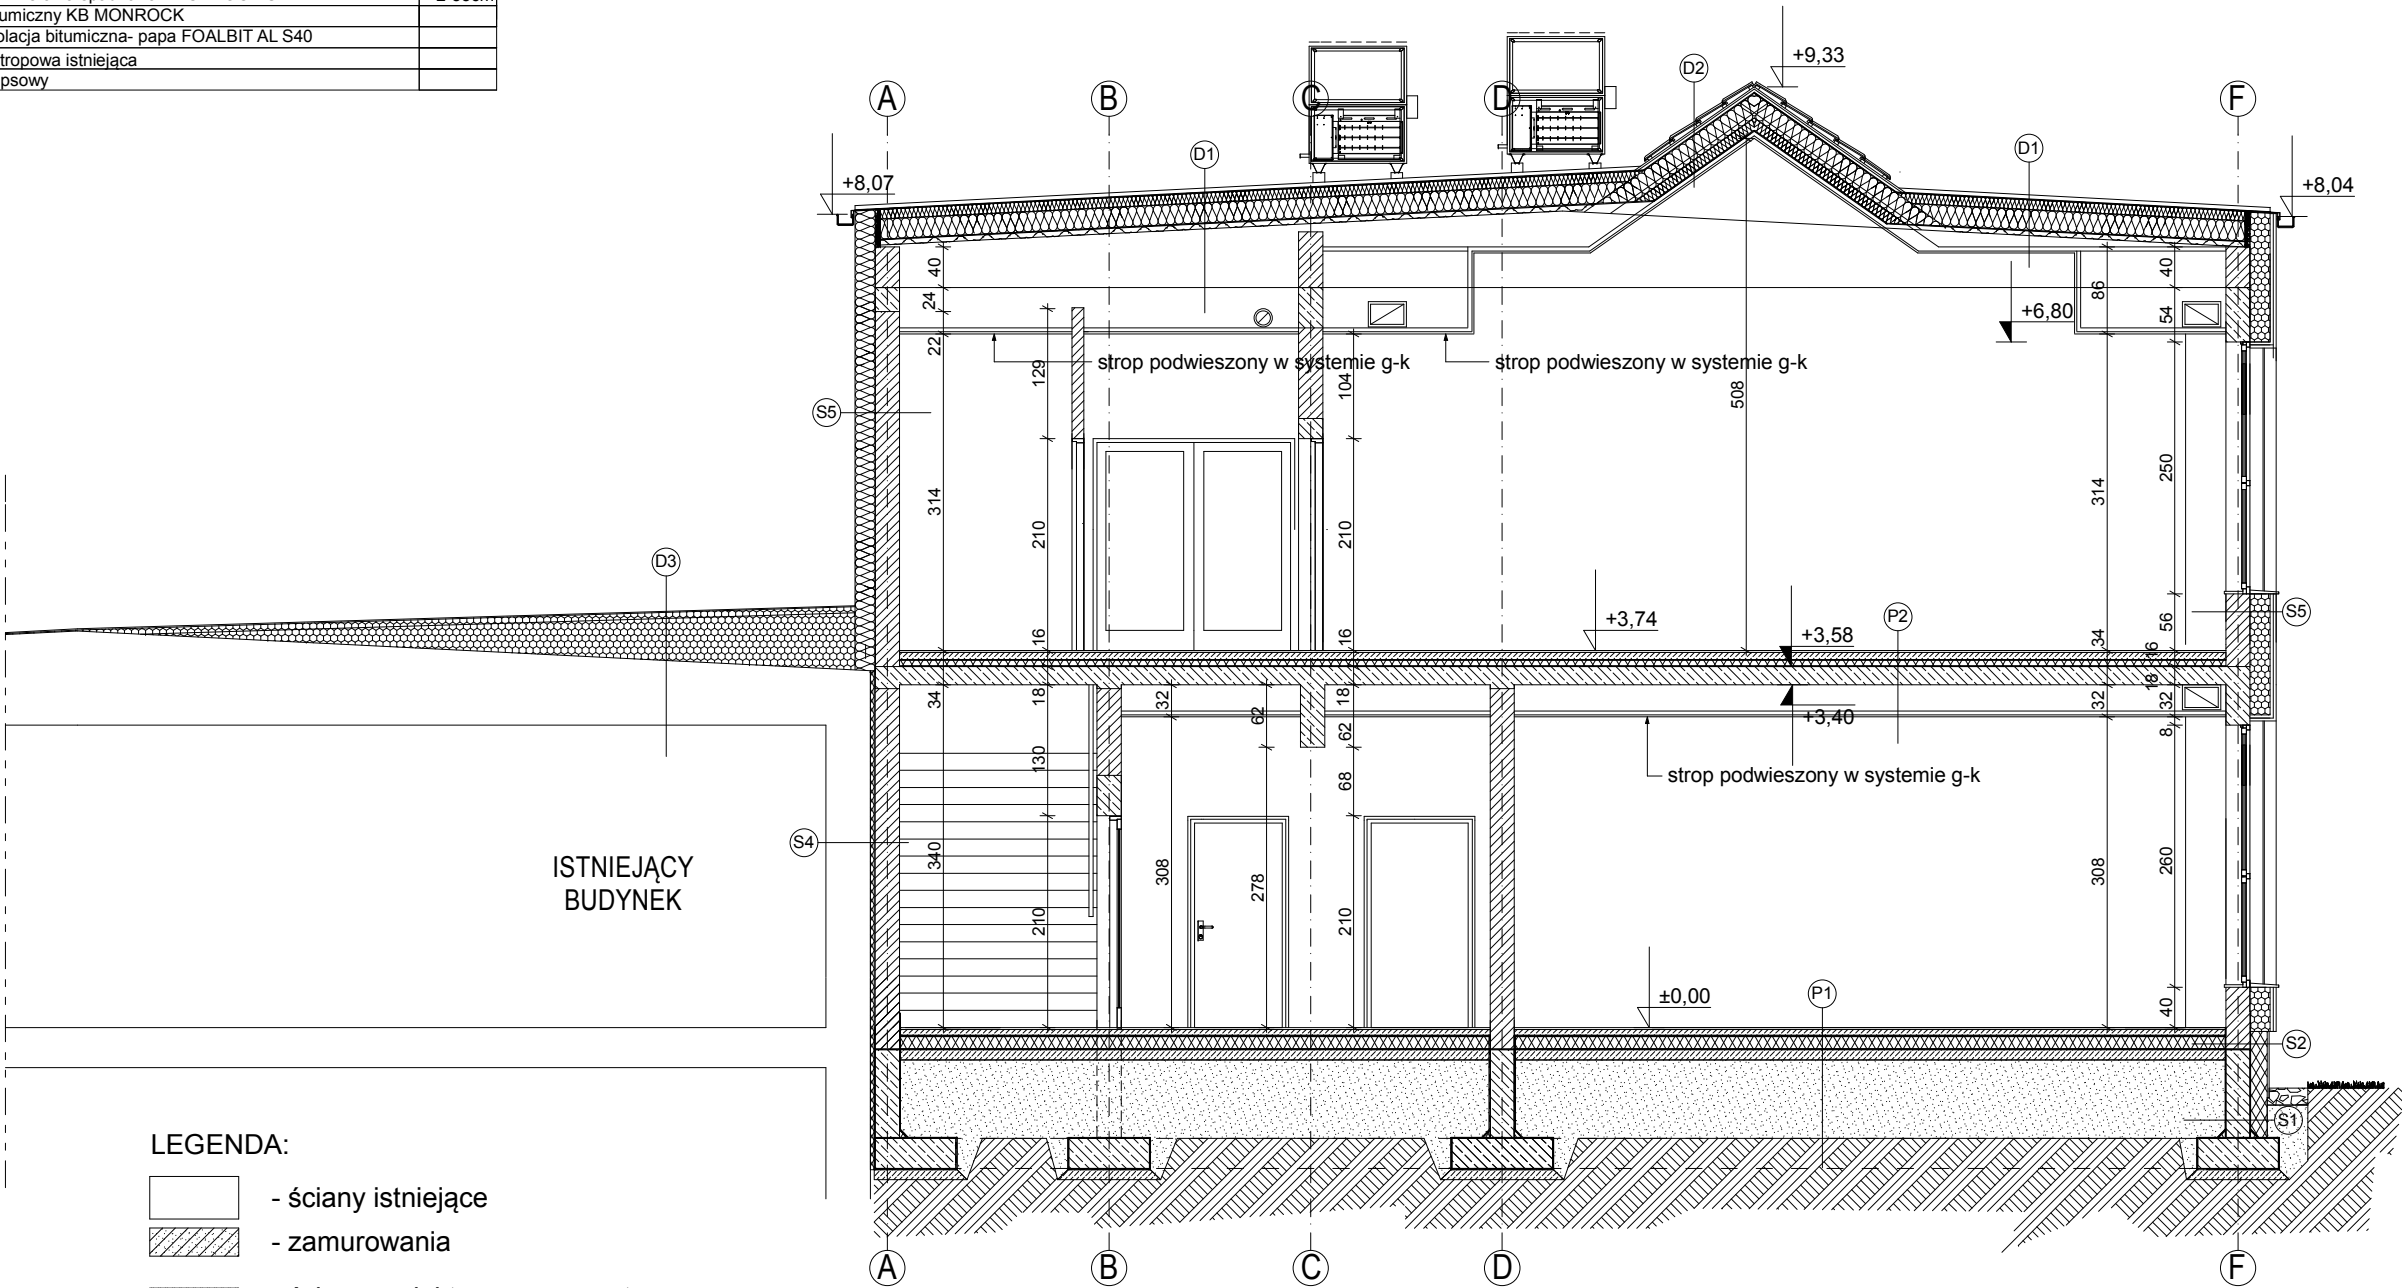 umiczny KB MONROCK
olacja bitumiczna- papa FOALBIT AL S40
tropowa istniejąca
psowy
A B C D F
D2 +9,33
D1 D1
+8,07 +8,04
40 24 22 314 34 340
129 210 16 18 130 210
104 210 16 18 62 68 210
508
86 314 34 32 308
40 54 250 56 16 18 32 8 260 40
+6,80
strop podwieszony w systemie g-k
strop podwieszony w systemie g-k
S5
D3
+3,74 +3,58 P2 S5
32 308
62 278
+3,40
strop podwieszony w systemie g-k
S4
ISTNIEJĄCY
BUDYNEK
±0,00 P1
S2
S1
LEGENDA:
- ściany istniejące
- zamurowania
A B C D F